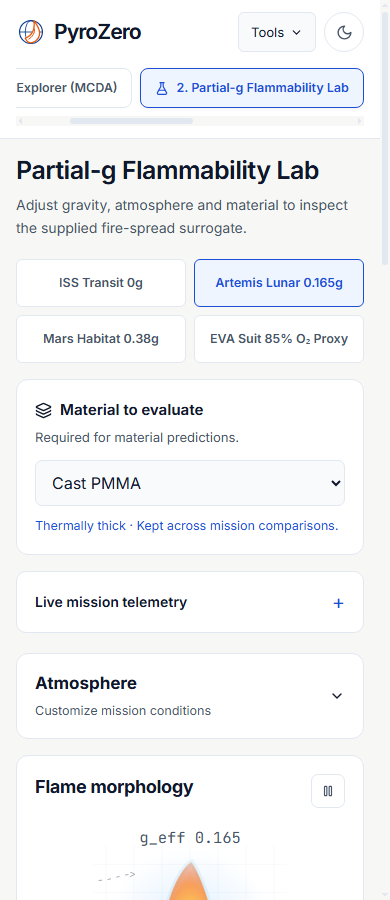 PyroZero
Tools
Explorer (MCDA)
2. Partial-g Flammability Lab
Partial-g Flammability Lab
Adjust gravity, atmosphere and material to inspect
the supplied fire-spread surrogate.
ISS Transit 0g
Artemis Lunar 0.165g
Mars Habitat 0.38g
EVA Suit 85% O₂ Proxy
Material to evaluate
Required for material predictions.
Cast PMMA
Thermally thick · Kept across mission comparisons.
Live mission telemetry
+
Atmosphere
Customize mission conditions
Flame morphology
g_eff 0.165